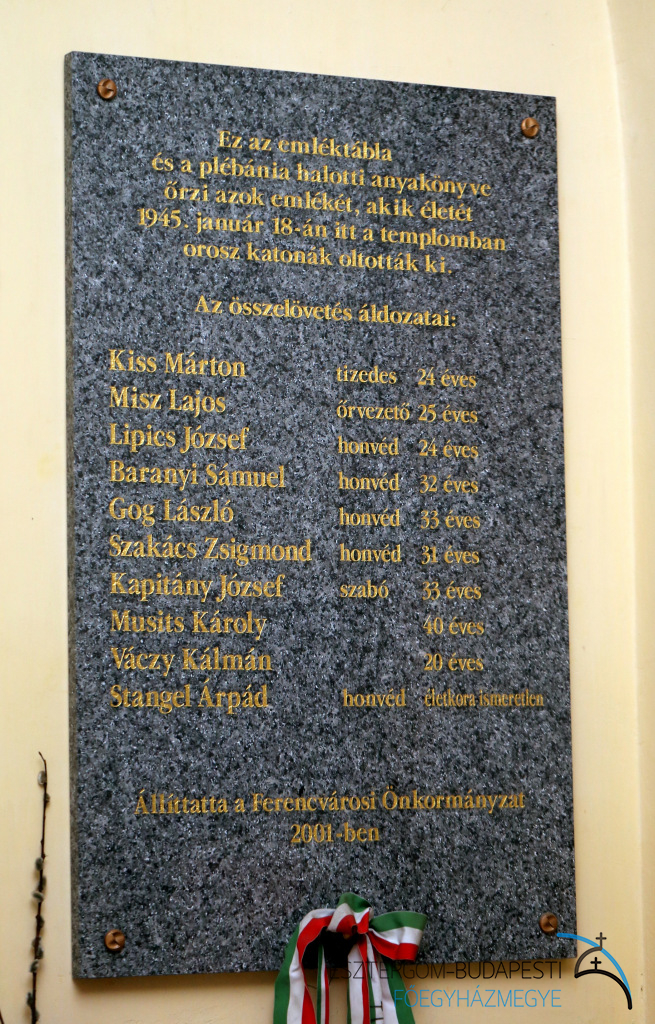 Ez az emléktábla
és a plébánia halotti anyakönyve
őrzi azok emlékét, akik életét
1945. január 18-án itt a templomban
orosz katonák oltották ki.
Az összelövetés áldozatai:
Kiss Márton tizedes 24 éves
Misz Lajos őrvezető 25 éves
Lipics József honvéd 24 éves
Baranyi Sámuel honvéd 32 éves
Gog László honvéd 33 éves
Szakács Zsigmond honvéd 31 éves
Kapitány József szabó 33 éves
Musits Károly 40 éves
Váczy Kálmán 20 éves
Stangel Árpád honvéd életkora ismeretlen
Állíttatta a Ferencvárosi Önkormányzat
2001-ben
ESZTERGOM-BUDAPESTI
FŐEGYHÁZMEGYE